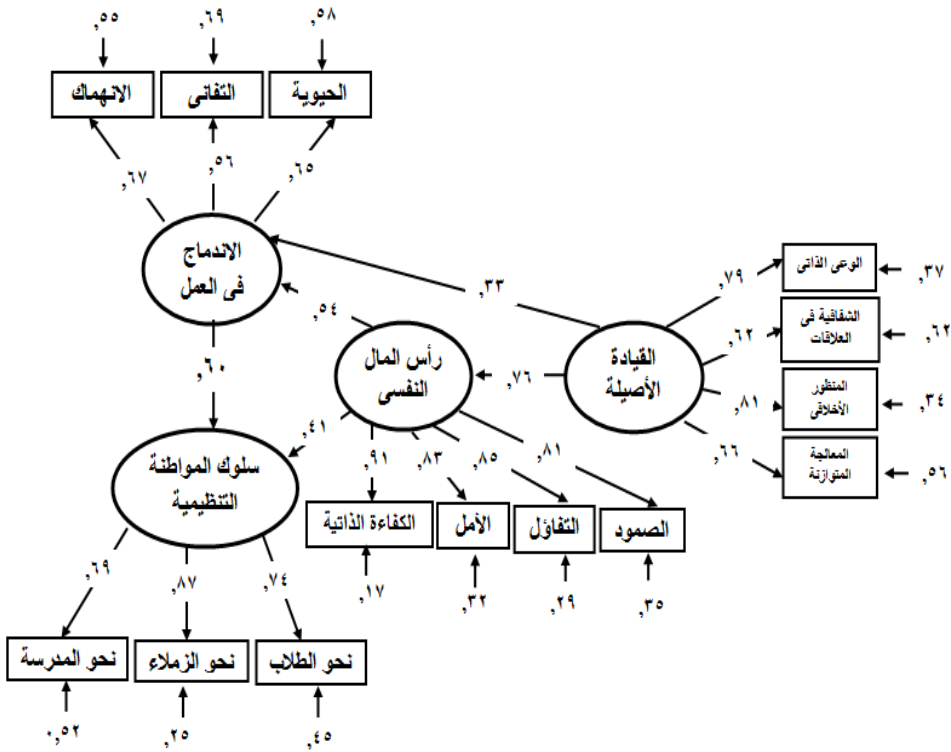 ,٥٥ ,٦٩ ,٥٨
الحيوية التفانى الانهماك
,٦٧ ,٥٦ ,٦٥
الاندماج
فى العمل
,٣٣
,٥٤
,٦٠
القيادة
الأصيلة
,٧٦
رأس المال
النفسى
,٧٩
الوعى الذاتى
,٣٧
,٦٢
الشفافية فى
العلاقات
,٦٢
,٨١
المنظور
الأخلاقى
,٣٤
,٦٦
المعالجة
المتوازنة
,٥٦
,٤١
,٩١ ,٨٣ ,٨٥ ,٨١
الصمود التفاؤل الأمل الكفاءة الذاتية
,١٧ ,٣٢ ,٢٩ ,٣٥
سلوك المواطنة
التنظيمية
,٦٩ ,٨٧ ,٧٤
نحو الطلاب نحو الزملاء نحو المدرسة
٠,٥٢ ,٢٥ ,٤٥